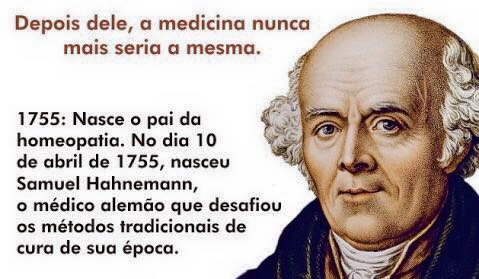 Depois dele, a medicina nunca
mais seria a mesma.
1755: Nasce o pai da
homeopatia. No dia 10
de abril de 1755, nasceu
Samuel Hahnemann,
o médico alemão que desafiou
os métodos tradicionais de
cura de sua época.